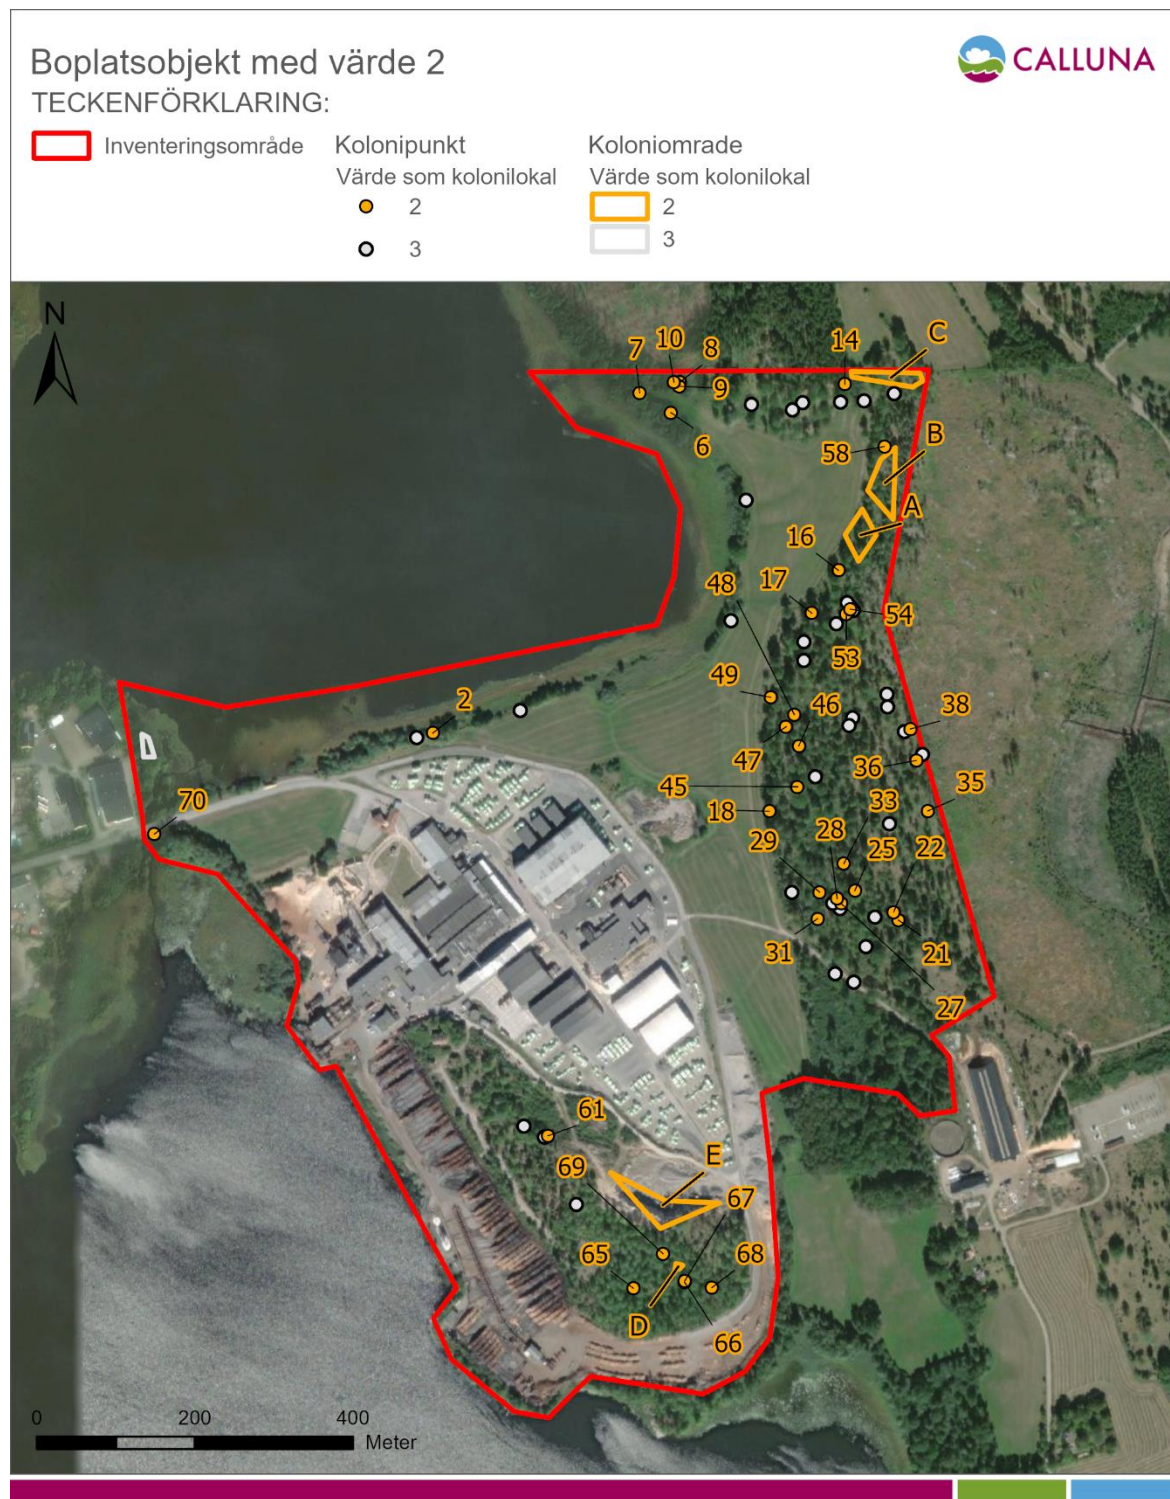 Boplatsobjekt med värde 2
CALLUNA
TECKENFÖRKLARING:
Inventeringsområde
Kolonipunkt
Värde som kolonilokal
2
3
Koloniomrade
Värde som kolonilokal
2
3
N
7
10
8
14
C
9
6
58
B
A
16
17
48
54
53
49
46
38
2
47
36
45
18
33
35
70
28
25
22
29
31
21
27
61
69
E
67
65
68
D
66
0 200 400
Meter